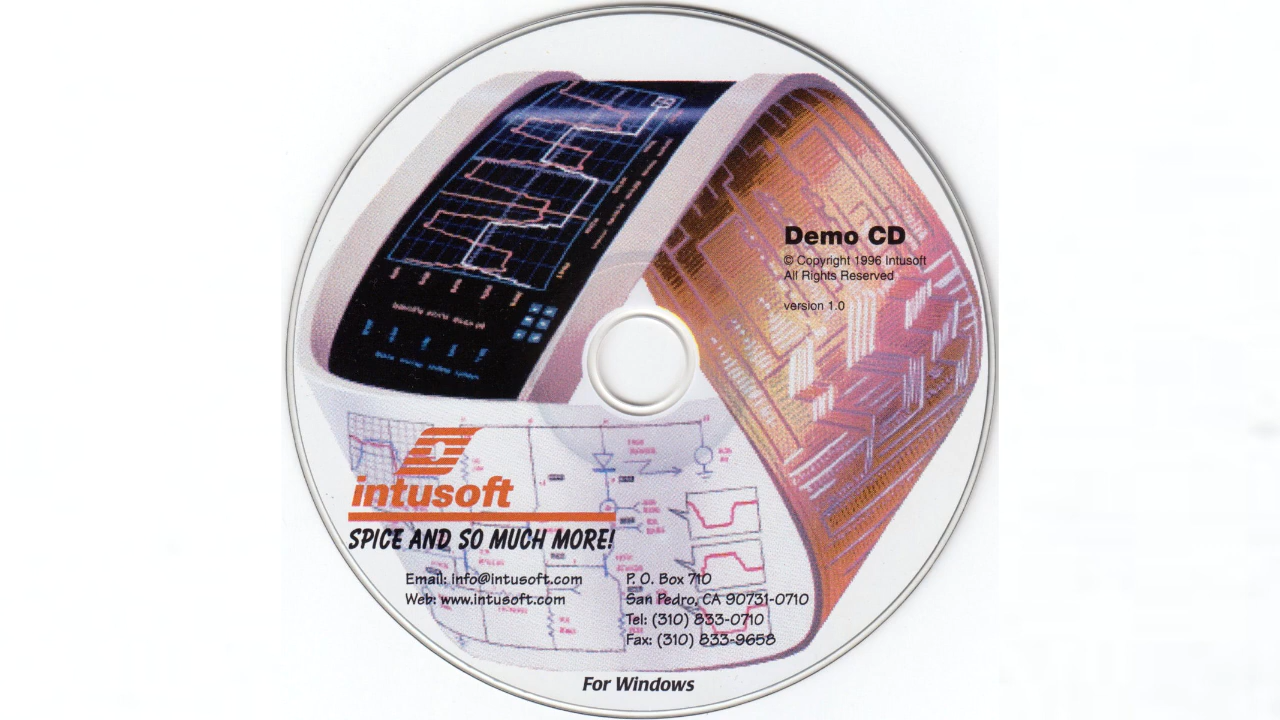 Demo CD
© Copyright 1996 Intusoft
All Rights Reserved
version 1.0
intusoft
SPICE AND SO MUCH MORE!
Email: info@intusoft.com
Web: www.intusoft.com
P. O. Box 710
San Pedro, CA 90731-0710
Tel: (310) 833-0710
Fax: (310) 833-9658
For Windows